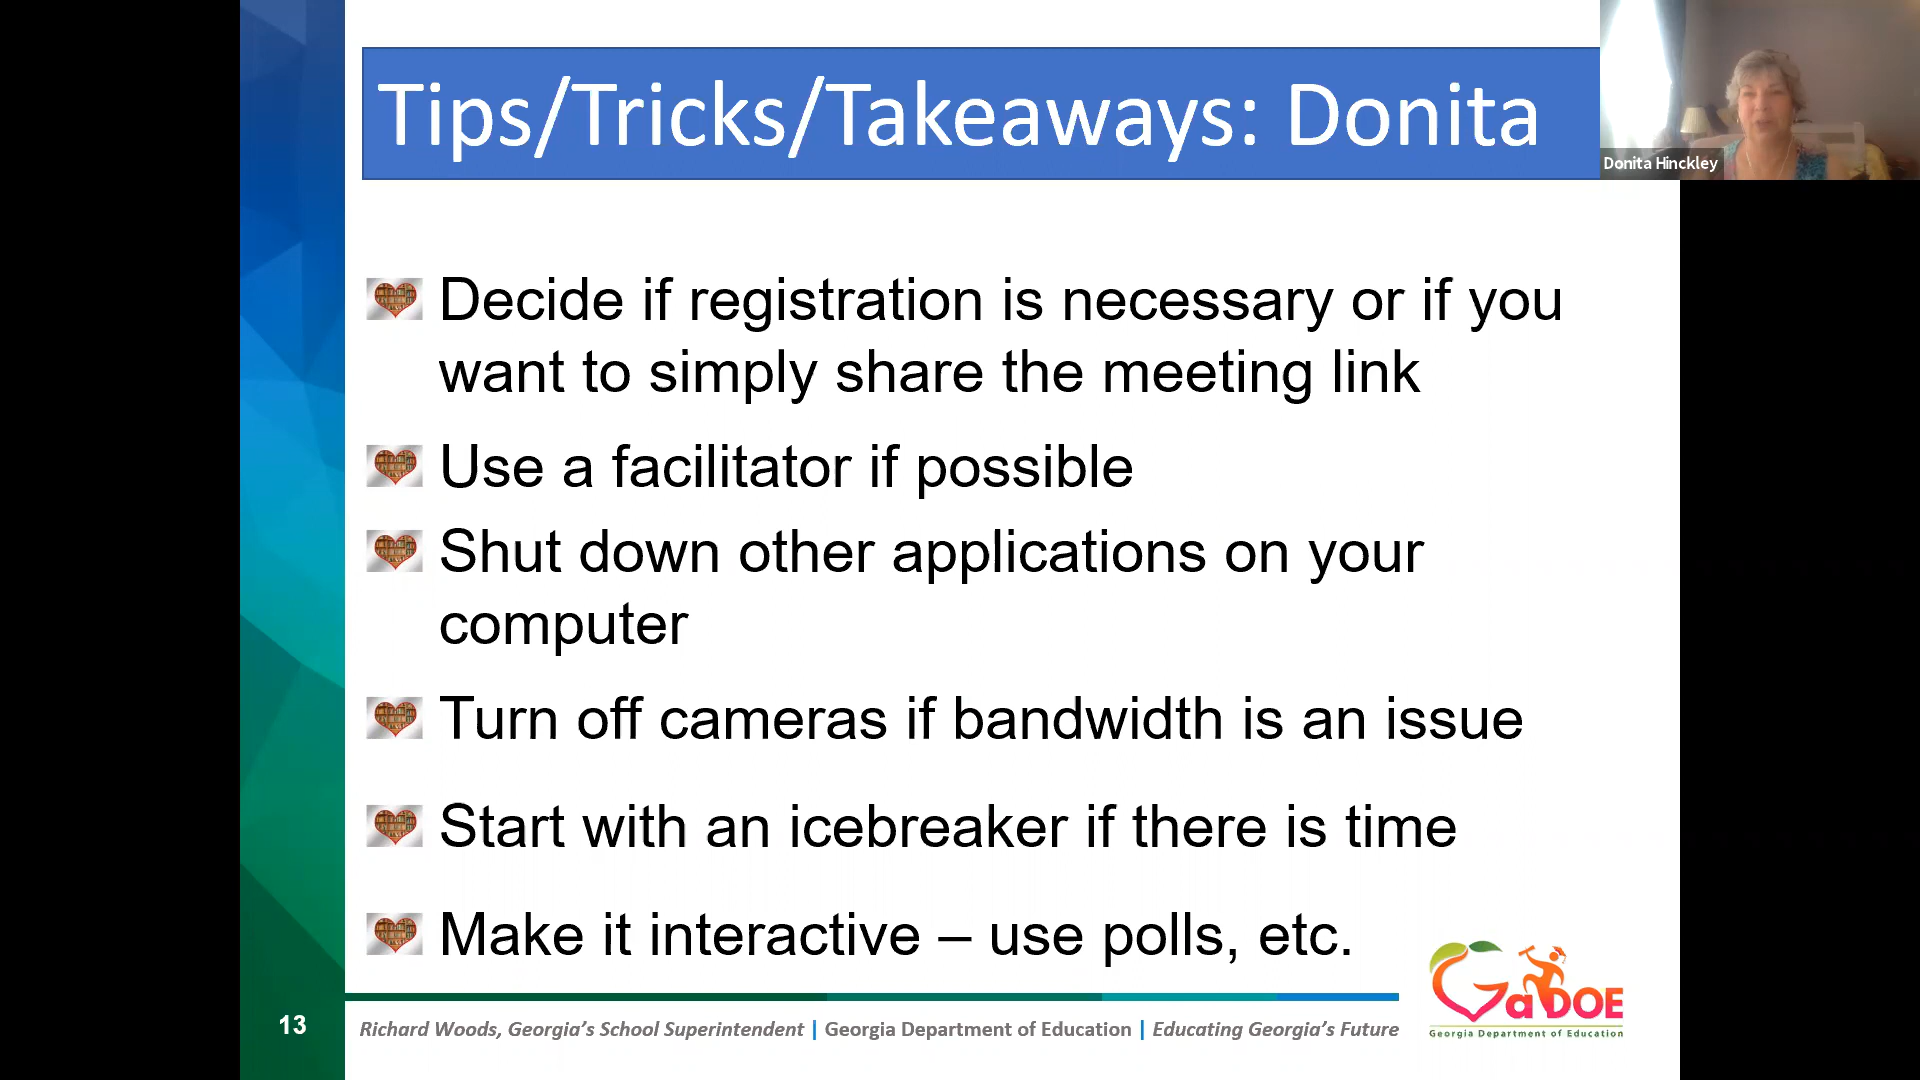 Tips/Tricks/Takeaways: Donita
Donita Hinckley
Decide if registration is necessary or if you
want to simply share the meeting link
Use a facilitator if possible
Shut down other applications on your
computer
Turn off cameras if bandwidth is an issue
Start with an icebreaker if there is time
Make it interactive – use polls, etc.
GaDOE
Georgia Department of Education
13
Richard Woods, Georgia's School Superintendent | Georgia Department of Education | Educating Georgia's Future